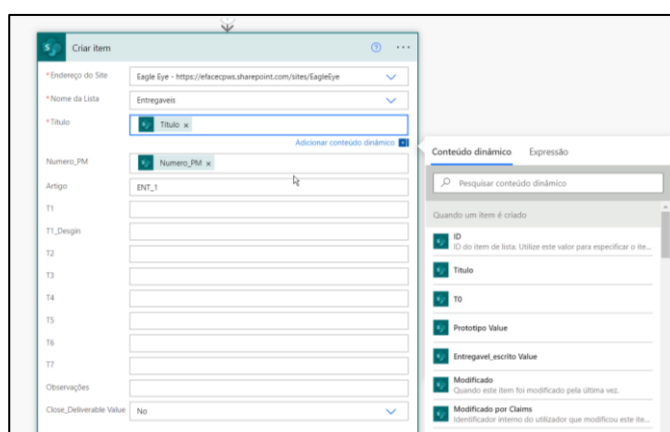 Criar item
*Endereço do Site
Eagle Eye - https://efacecpws.sharepoint.com/sites/EagleEye
*Nome da Lista
Entregaveis
*Título
Título ×
Adicionar conteúdo dinâmico
Numero_PM
Numero_PM ×
Artigo
ENT_1
T1
T1_Desgin
T2
T3
T4
T5
T6
T7
Observações
Close_Deliverable Value
No
Conteúdo dinâmico Expressão
Pesquisar conteúdo dinâmico
Quando um item é criado
ID
ID do item de lista. Utilize este valor para especificar o ite...
Título
T0
Prototipo Value
Entregavel_escrito Value
Modificado
Quando este item foi modificado pela última vez.
Modificado por Claims
Identificador interno do utilizador que modificou este ite...